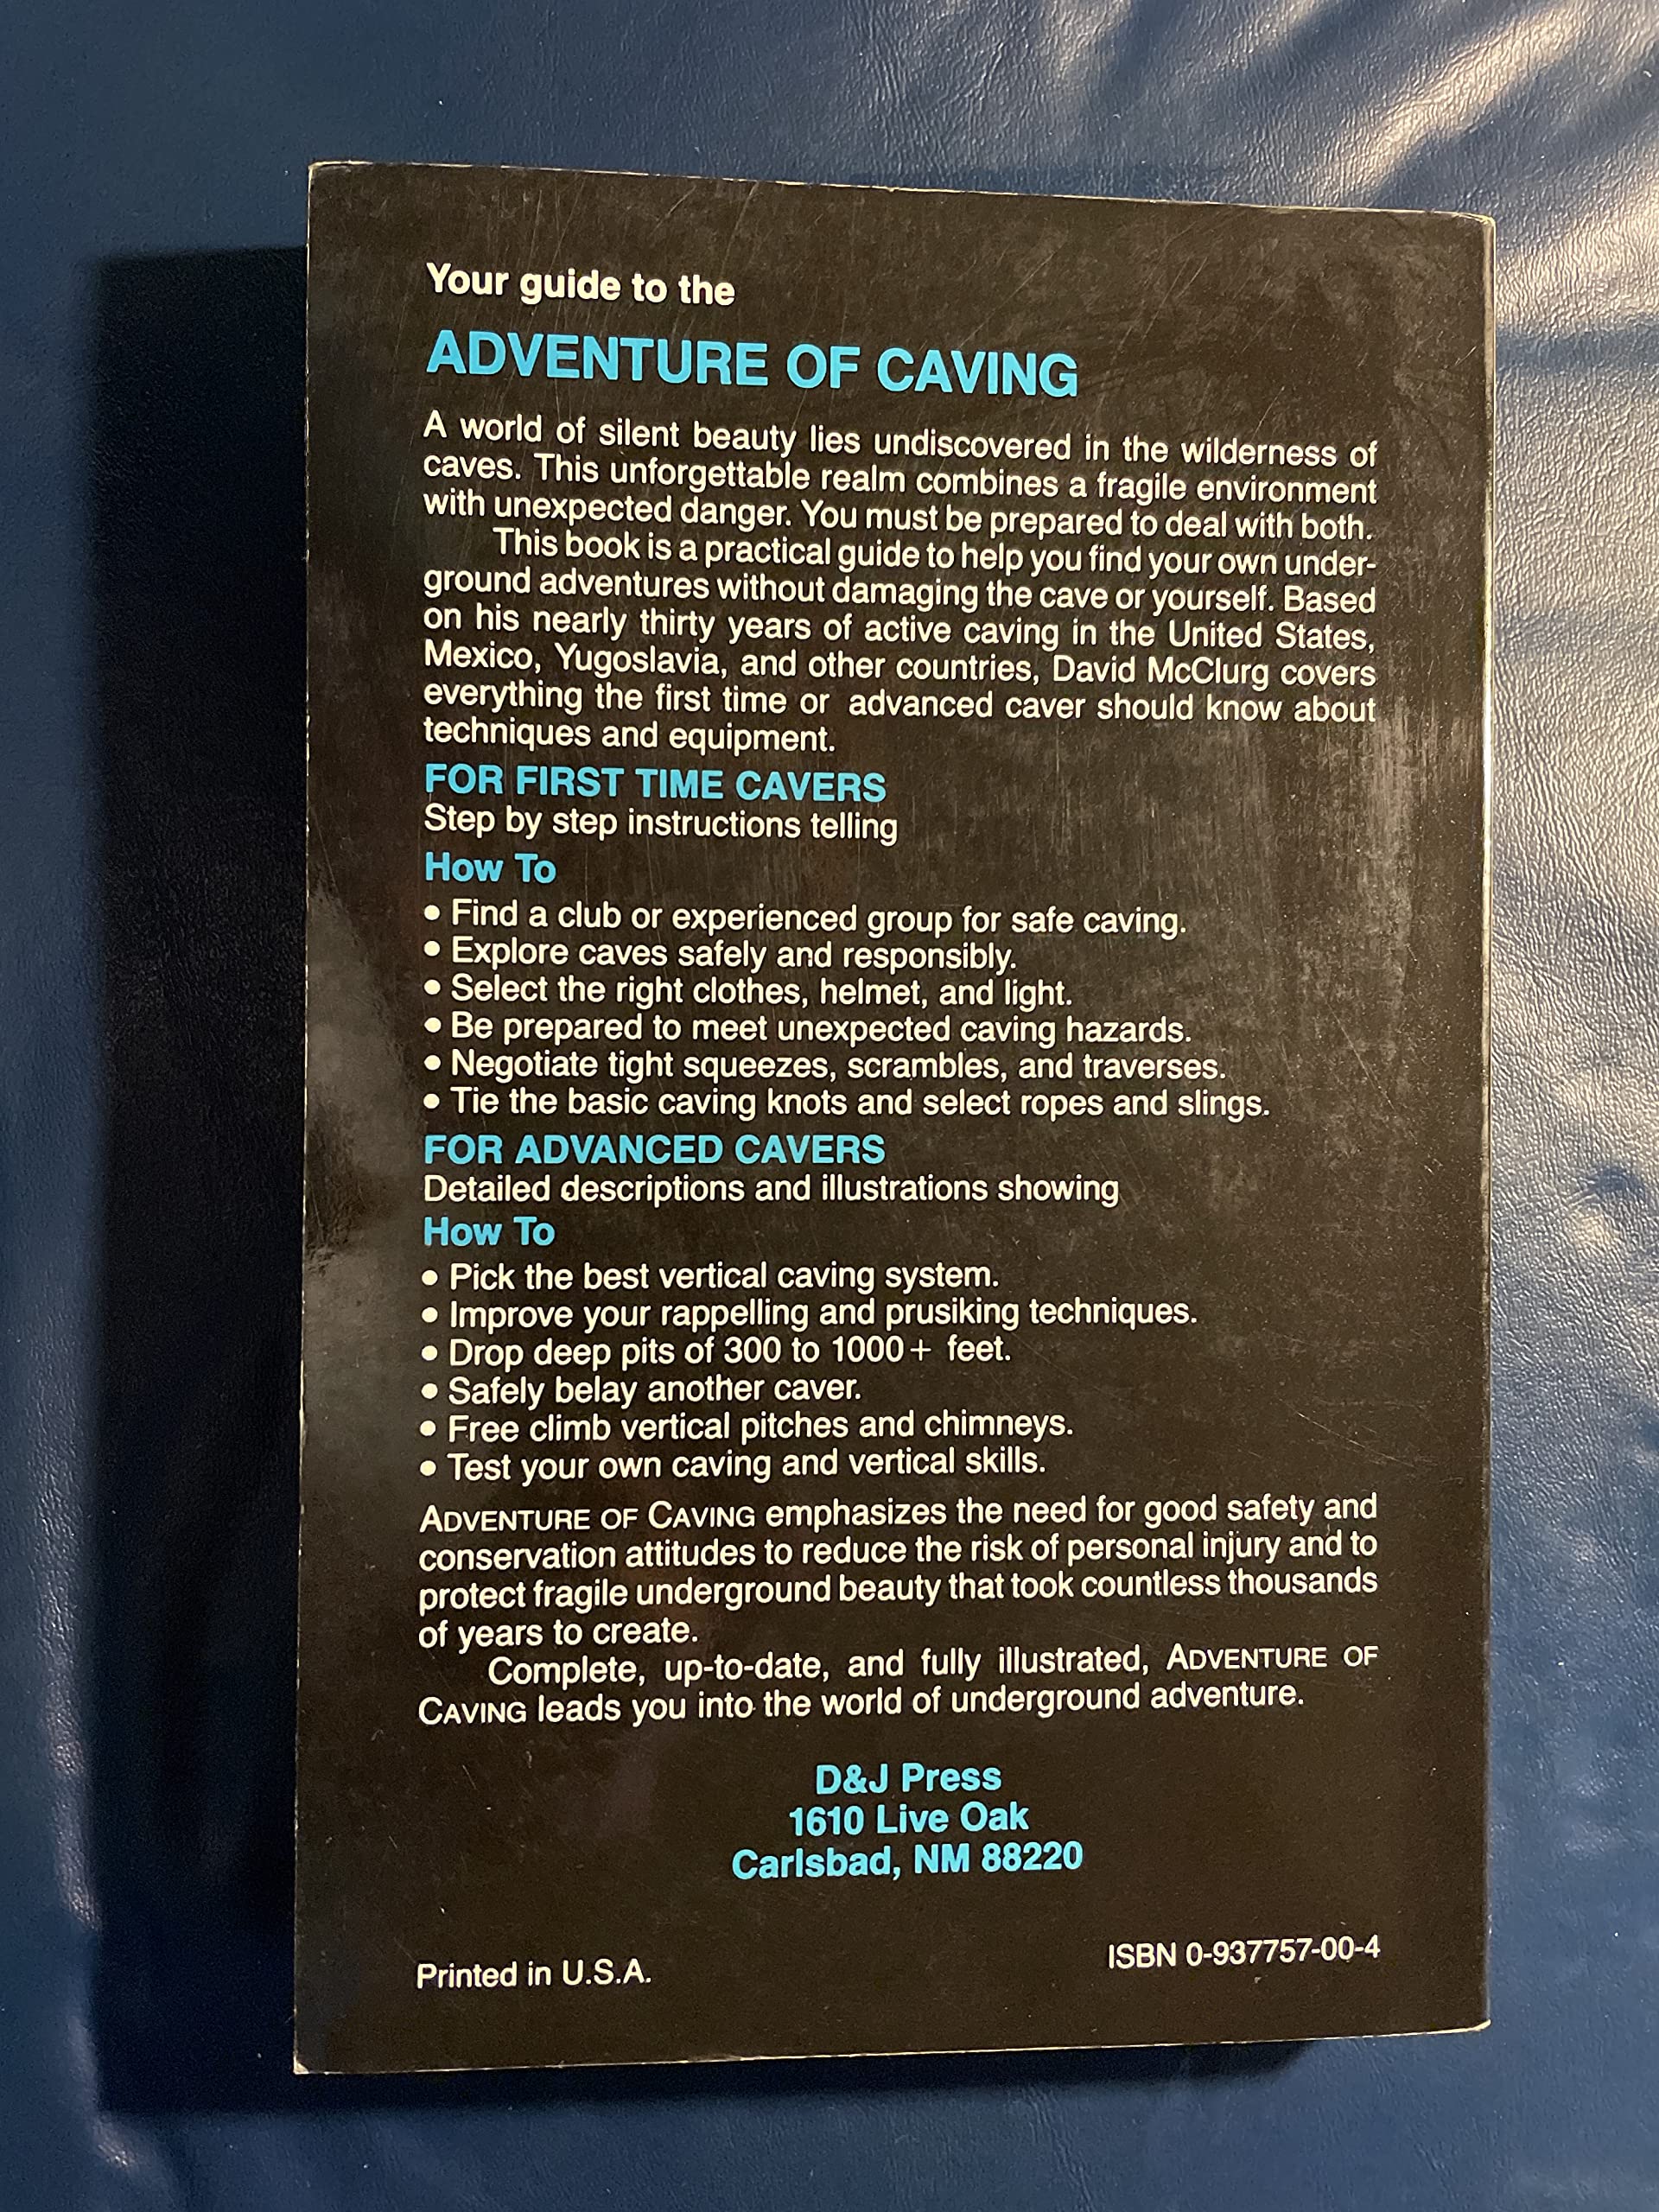 Your guide to the
ADVENTURE OF CAVING
A world of silent beauty lies undiscovered in the wilderness of
caves. This unforgettable realm combines a fragile environment
with unexpected danger. You must be prepared to deal with both.
This book is a practical guide to help you find your own under-
ground adventures without damaging the cave or yourself. Based
on his nearly thirty years of active caving in the United States,
Mexico, Yugoslavia, and other countries, David McClurg covers
everything the first time or advanced caver should know about
techniques and equipment.
FOR FIRST TIME CAVERS
Step by step instructions telling
How To
• Find a club or experienced group for safe caving.
• Explore caves safely and responsibly.
• Select the right clothes, helmet, and light.
• Be prepared to meet unexpected caving hazards.
• Negotiate tight squeezes, scrambles, and traverses.
• Tie the basic caving knots and select ropes and slings.
FOR ADVANCED CAVERS
Detailed descriptions and illustrations showing
How To
• Pick the best vertical caving system.
• Improve your rappelling and prusiking techniques.
• Drop deep pits of 300 to 1000+ feet.
• Safely belay another caver.
• Free climb vertical pitches and chimneys.
• Test your own caving and vertical skills.
ADVENTURE OF CAVING emphasizes the need for good safety and
conservation attitudes to reduce the risk of personal injury and to
protect fragile underground beauty that took countless thousands
of years to create.
Complete, up-to-date, and fully illustrated, ADVENTURE OF
CAVING leads you into the world of underground adventure.
D&J Press
1610 Live Oak
Carlsbad, NM 88220
Printed in U.S.A.
ISBN 0-937757-00-4